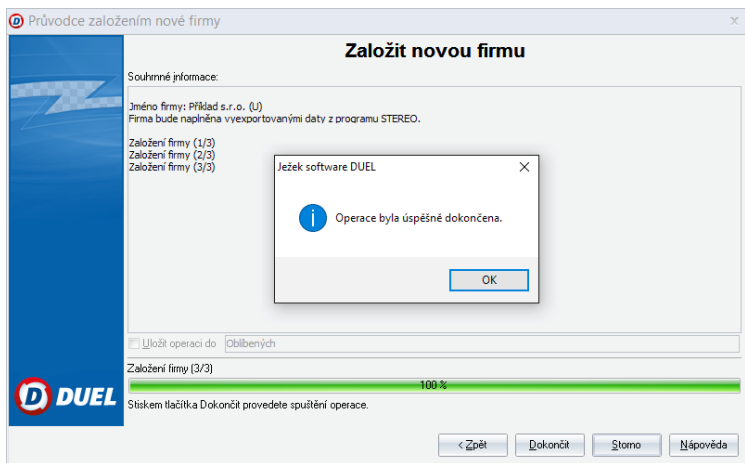 Průvodce založením nové firmy
Založit novou firmu
Souhrnné informace:
Jméno firmy: Příklad s.r.o. (U)
Firma bude naplněna vyexportovanými daty z programu STEREO.
Založení firmy (1/3)
Založení firmy (2/3)
Založení firmy (3/3)
Ježek software DUEL
Operace byla úspěšně dokončena.
OK
Uložit operaci do Oblíbených
Založení firmy (3/3)
100 %
DUEL
Stiskem tlačítka Dokončit provedete spuštění operace.
< Zpět Dokončit Storno Nápověda